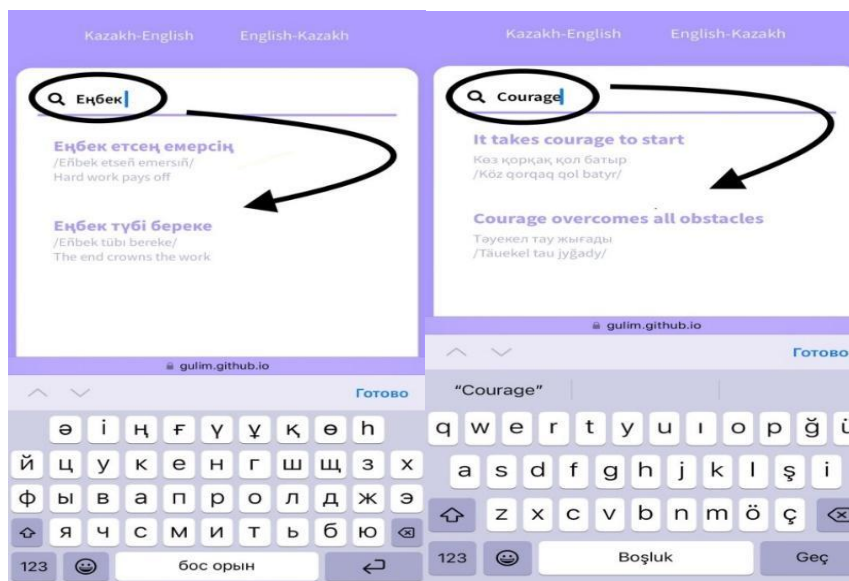 Kazakh-English English-Kazakh
Еңбек
Еңбек етсең емерсің
/Eñbek etseñ emersıñ/
Hard work pays off
Еңбек түбі береке
/Eñbek tübı bereke/
The end crowns the work
gulim.github.io
Готово
ә і ң ғ ү ұ қ ө һ
й ц у к е н г ш щ з х
ф ы в а п р о л д ж э
я ч с м и т ь б ю
123 бос орын
Kazakh-English English-Kazakh
Courage
It takes courage to start
Көз қорқақ қол батыр
/Köz qorqaq qol batyr/
Courage overcomes all obstacles
Тәуекел тау жығады
/Täuekel tau jyğady/
gulim.github.io
Готово
"Courage"
q w e r t y u ı o p ğ ü
a s d f g h j k l ş i
z x c v b n m ö ç
123 Boşluk Geç